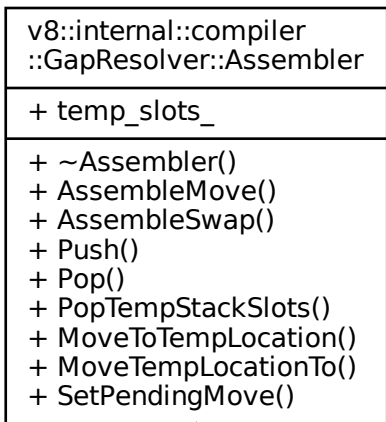 v8::internal::compiler
::GapResolver::Assembler
+ temp_slots_
+ ~Assembler()
+ AssembleMove()
+ AssembleSwap()
+ Push()
+ Pop()
+ PopTempStackSlots()
+ MoveToTempLocation()
+ MoveTempLocationTo()
+ SetPendingMove()